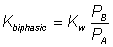 K_biphasic = K_w P_B / P_A